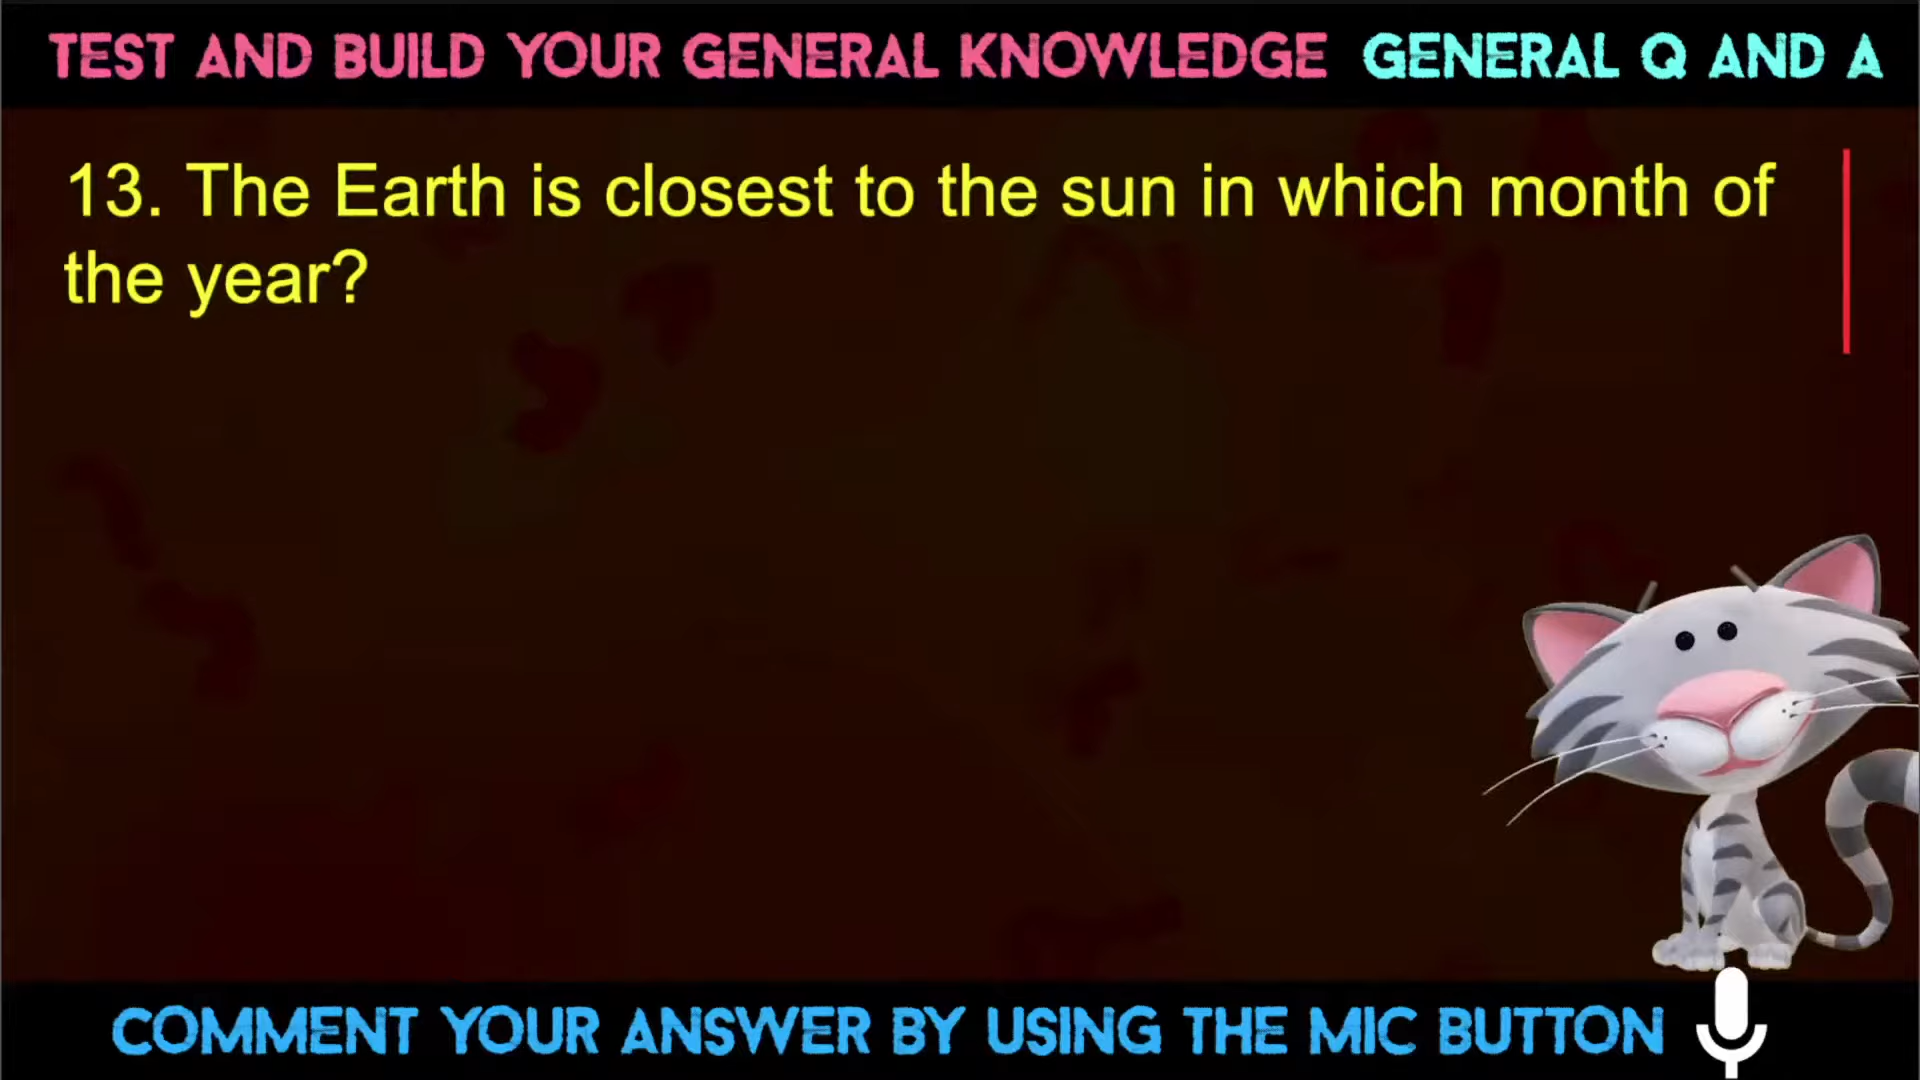 TEST AND BUILD YOUR GENERAL KNOWLEDGE GENERAL Q AND A
13. The Earth is closest to the sun in which month of
the year?
COMMENT YOUR ANSWER BY USING THE MIC BUTTON